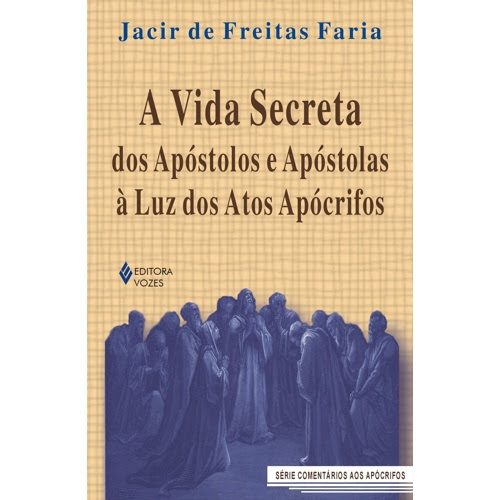 Jacir de Freitas Faria
A Vida Secreta
dos Apóstolos e Apóstolas
à Luz dos Atos Apócrifos
EDITORA
VOZES
SÉRIE COMENTÁRIOS AOS APÓCRIFOS